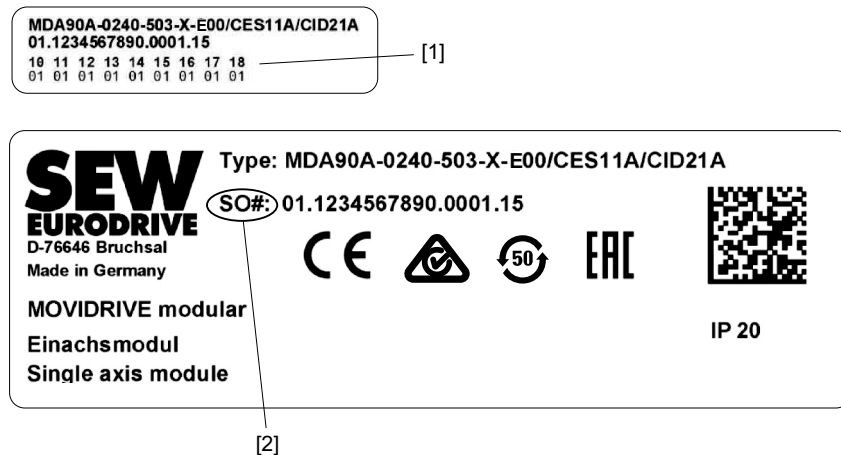 MDA90A-0240-503-X-E00/CES11A/CID21A
01.1234567890.0001.15
10 11 12 13 14 15 16 17 18
01 01 01 01 01 01 01 01 01
[1]
SEW
EURODRIVE
D-76646 Bruchsal
Made in Germany
Type: MDA90A-0240-503-X-E00/CES11A/CID21A
SO#: 01.1234567890.0001.15
CE
50
EAC
MOVIDRIVE modular
Einachsmodul
Single axis module
IP 20
[2]